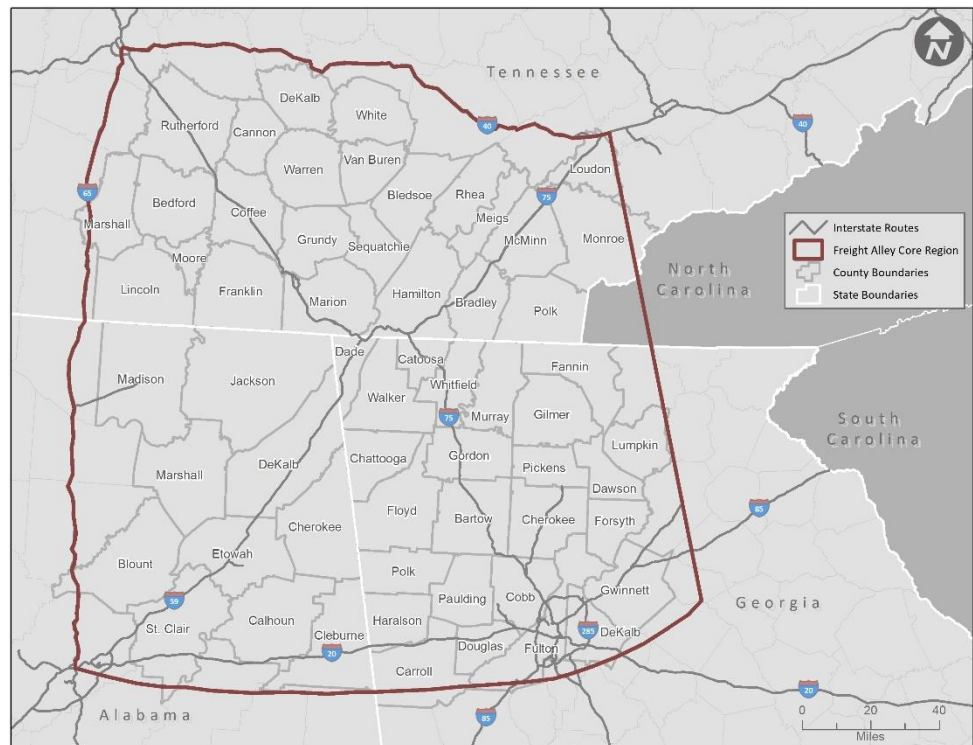 N
Tennessee
DeKalb
White
Rutherford
Cannon
40
40
Van Buren
Warren
Loudon
65
Bledsoe
Rhea
75
Bedford
Marshall
Coffee
Meigs
Interstate Routes
Grundy
Sequatchie
McMinn
Monroe
Freight Alley Core Region
Moore
County Boundaries
North
Carolina
Lincoln
Franklin
Marion
Hamilton
Bradley
Polk
State Boundaries
Dade
Catoosa
Fannin
Madison
Jackson
Whitfield
Walker
75
Murray
Gilmer
South
Carolina
Lumpkin
Marshall
DeKalb
Chattooga
Gordon
Pickens
Dawson
Floyd
Bartow
Cherokee
Forsyth
85
Cherokee
Blount
Etowah
Polk
Gwinnett
59
Paulding
Cobb
Georgia
St. Clair
Calhoun
Cleburne
Haralson
285
DeKalb
20
Douglas
Fulton
Carroll
20
Alabama
85
0 20 40
Miles